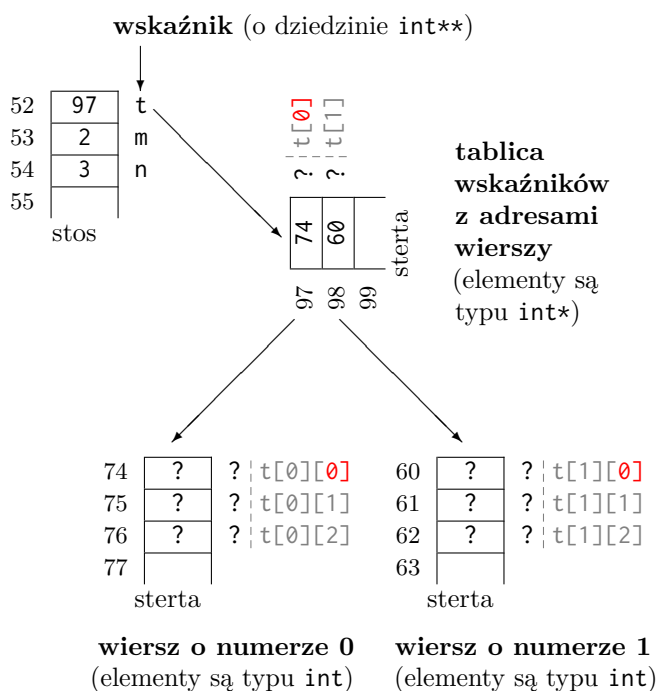 wskaźnik (o dziedzinie int**)
52 97 t
53 2 m
54 3 n
55
stos
t[0]
t[1]
? ?
74 60
sterta
97 98 99
tablica
wskaźników
z adresami
wierszy
(elementy są
typu int*)
74 ? ? t[0][0]
75 ? ? t[0][1]
76 ? ? t[0][2]
77
sterta
wiersz o numerze 0
(elementy są typu int)
60 ? ? t[1][0]
61 ? ? t[1][1]
62 ? ? t[1][2]
63
sterta
wiersz o numerze 1
(elementy są typu int)